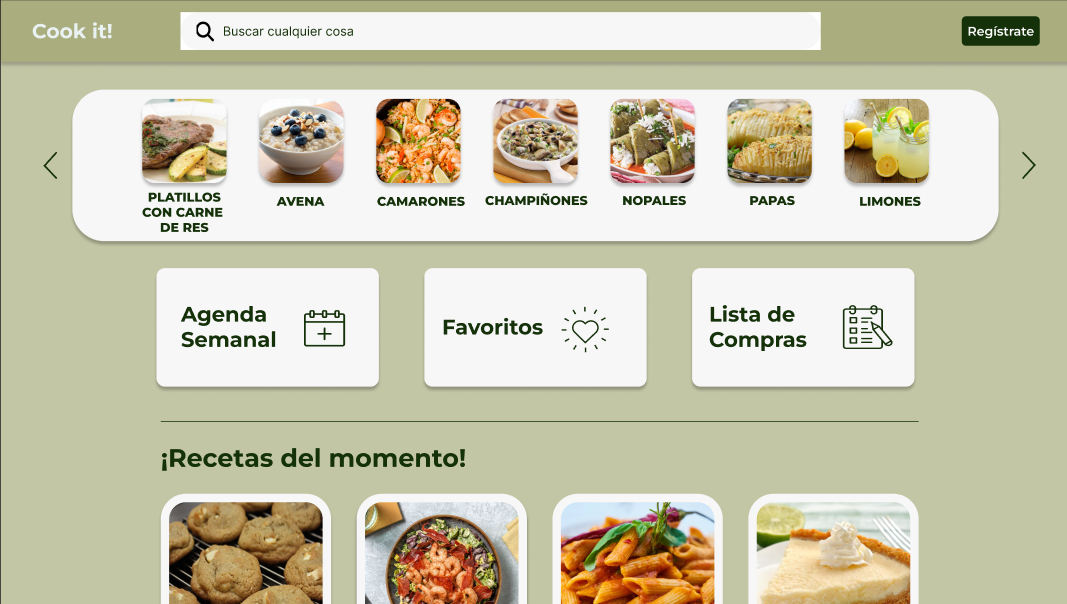 Cook it!
Buscar cualquier cosa
Regístrate
PLATILLOS
CON CARNE
DE RES
AVENA
CAMARONES
CHAMPIÑONES
NOPALES
PAPAS
LIMONES
Agenda
Semanal
Favoritos
Lista de
Compras
¡Recetas del momento!